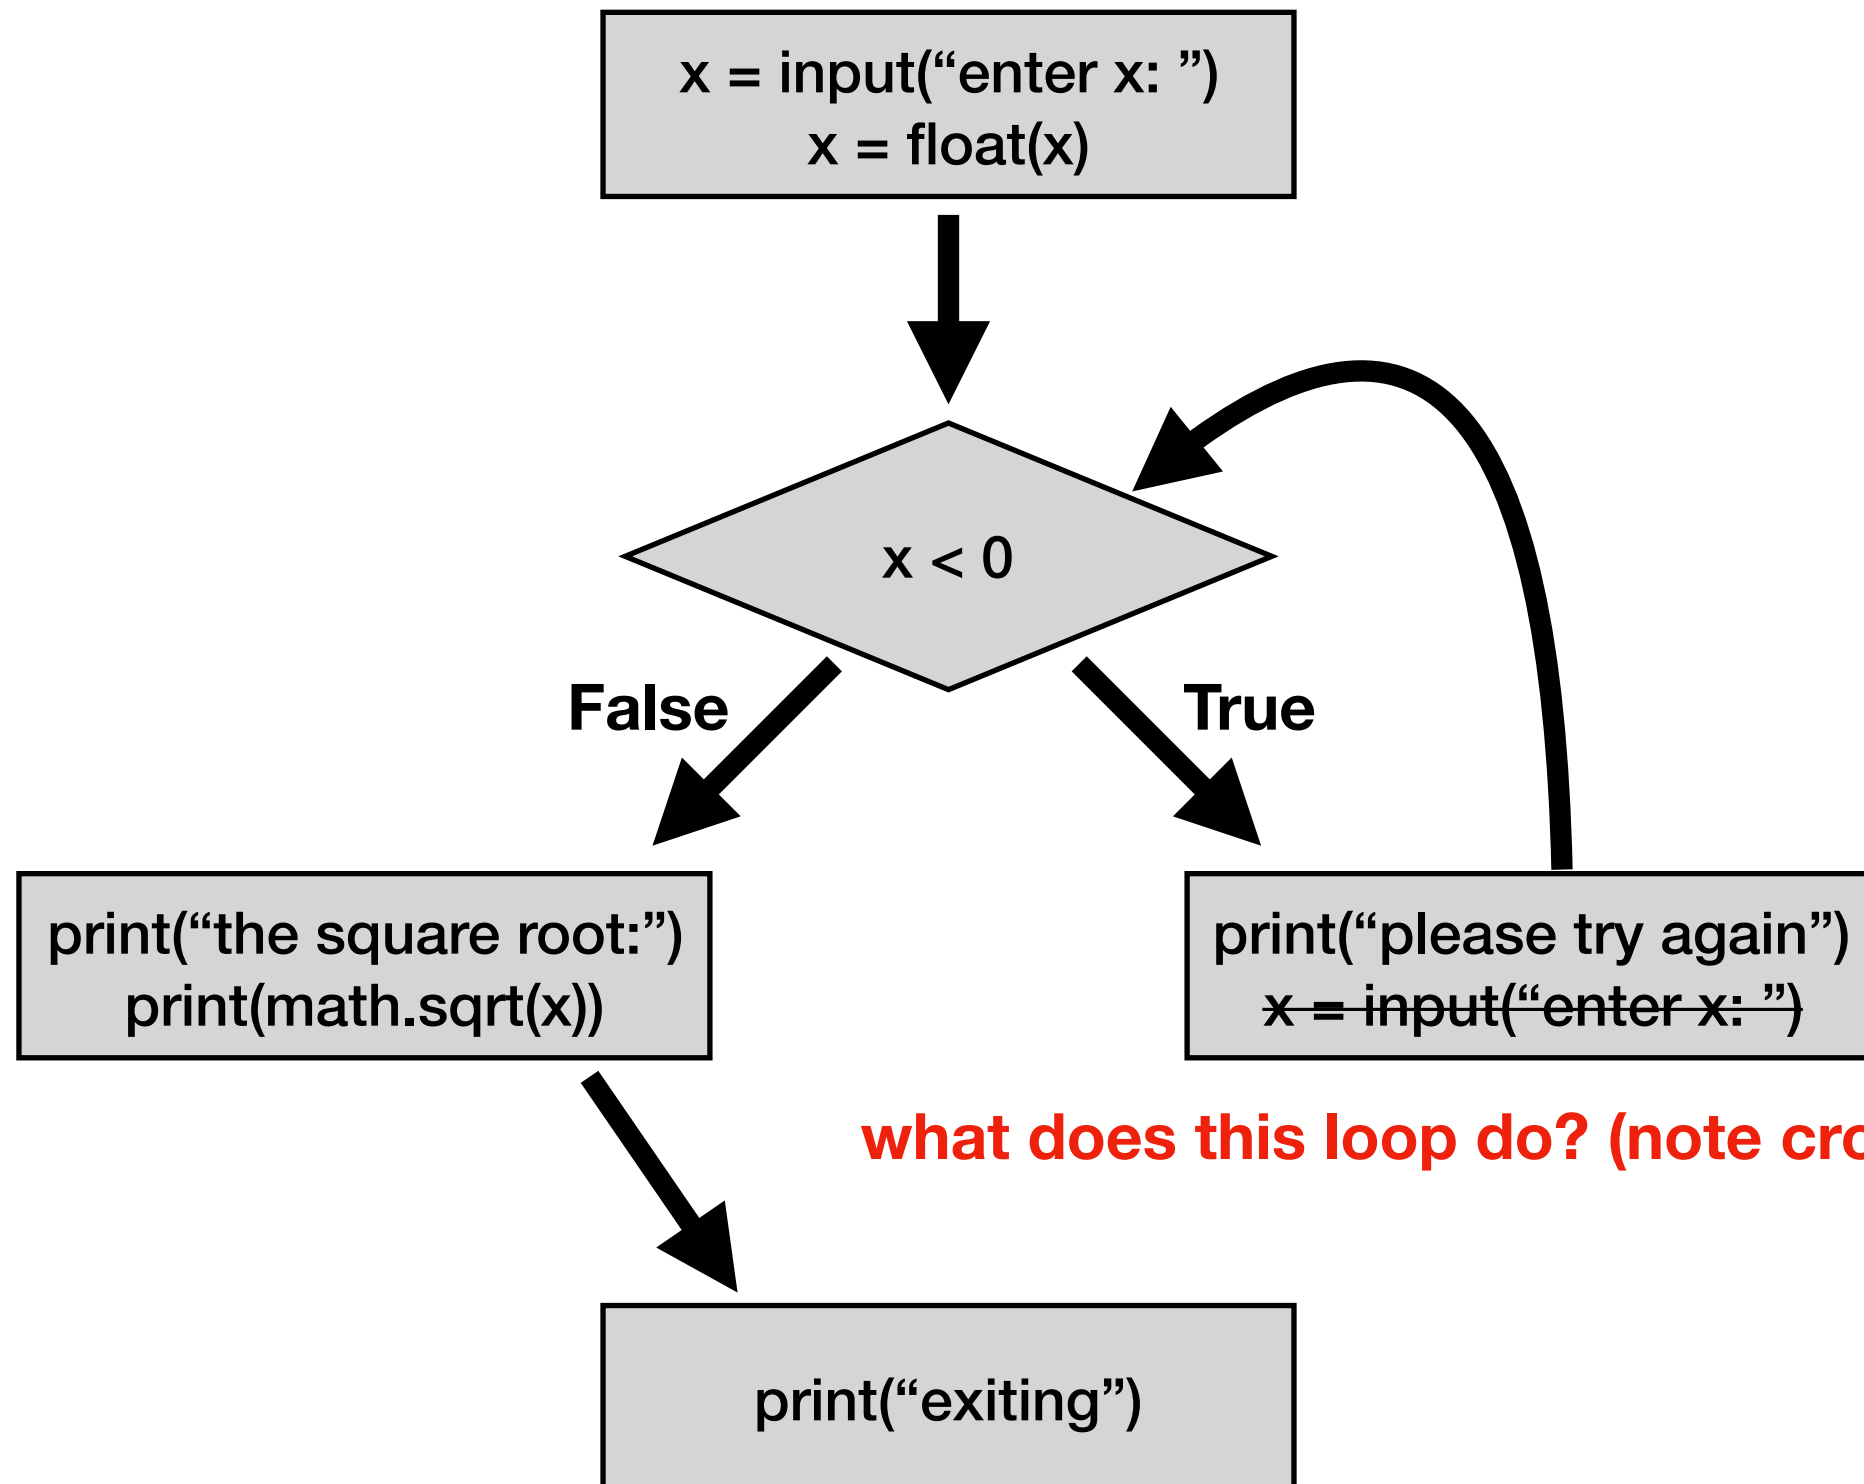 x = input(“enter x: ”)
x = float(x)
x < 0
False
True
print(“the square root:”)
print(math.sqrt(x))
print(“please try again”)
x = input(“enter x: ”)
what does this loop do? (note
print(“exiting”)